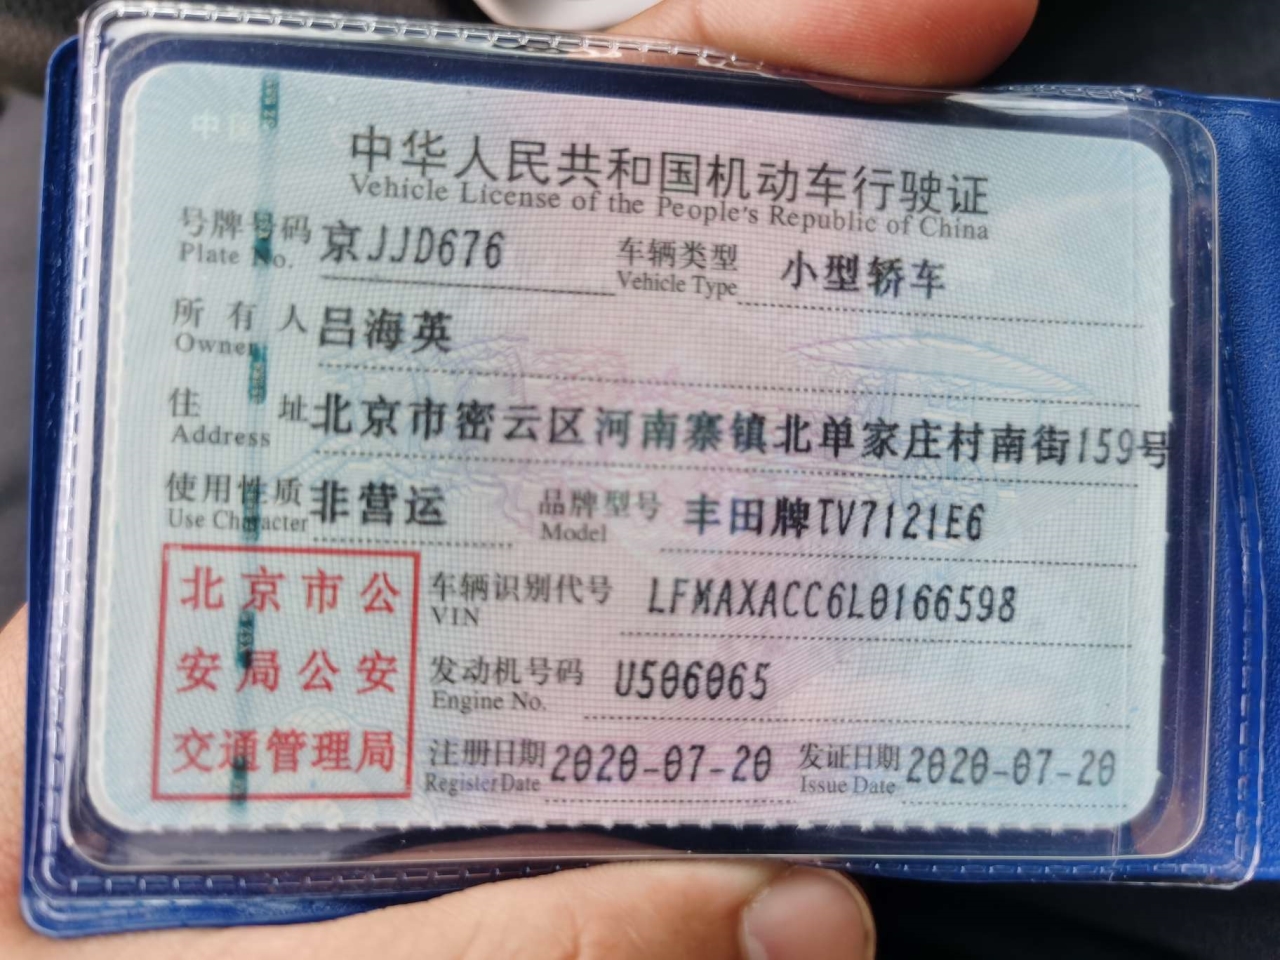 中华人民共和国机动车行驶证
Vehicle License of the People's Republic of China
号牌号码 京JJD676 车辆类型 小型轿车
Plate No. Vehicle Type
所有人 吕海英
Owner
住址 北京市密云区河南寨镇北单家庄村南街159号
Address
使用性质 非营运 品牌型号 丰田牌TV7121E6
Use Character Model
北京市公
安局公安
交通管理局
车辆识别代号 LFMAXACC6L0166598
VIN
发动机号码 U506065
Engine No.
注册日期 2020-07-20 发证日期 2020-07-20
Register Date Issue Date